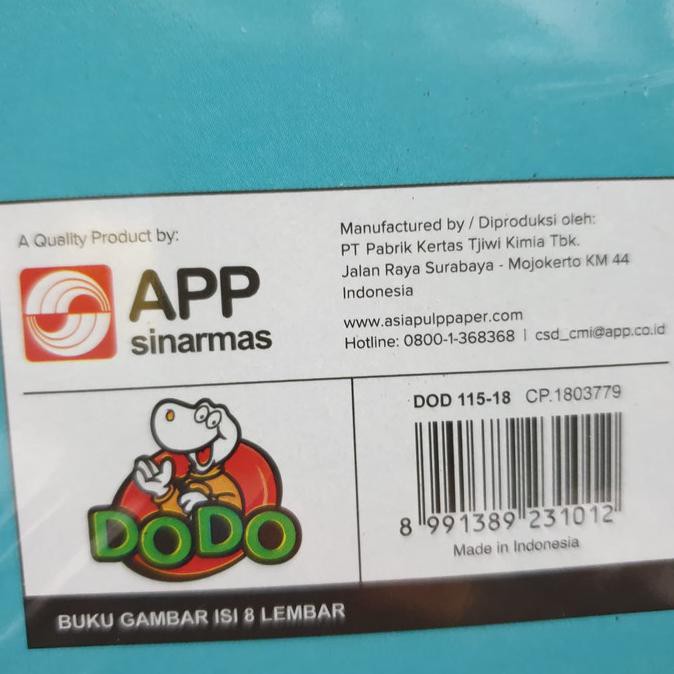 A Quality Product by:
APP
sinarmas
Manufactured by / Diproduksi oleh:
PT Pabrik Kertas Tjiwi Kimia Tbk.
Jalan Raya Surabaya - Mojokerto KM 44
Indonesia
www.asiapulppaper.com
Hotline: 0800-1-368368 | csd_cmi@app.co.id
DODO
DOD 115-18 CP.1803779
8 991389 231012
Made in Indonesia
BUKU GAMBAR ISI 8 LEMBAR